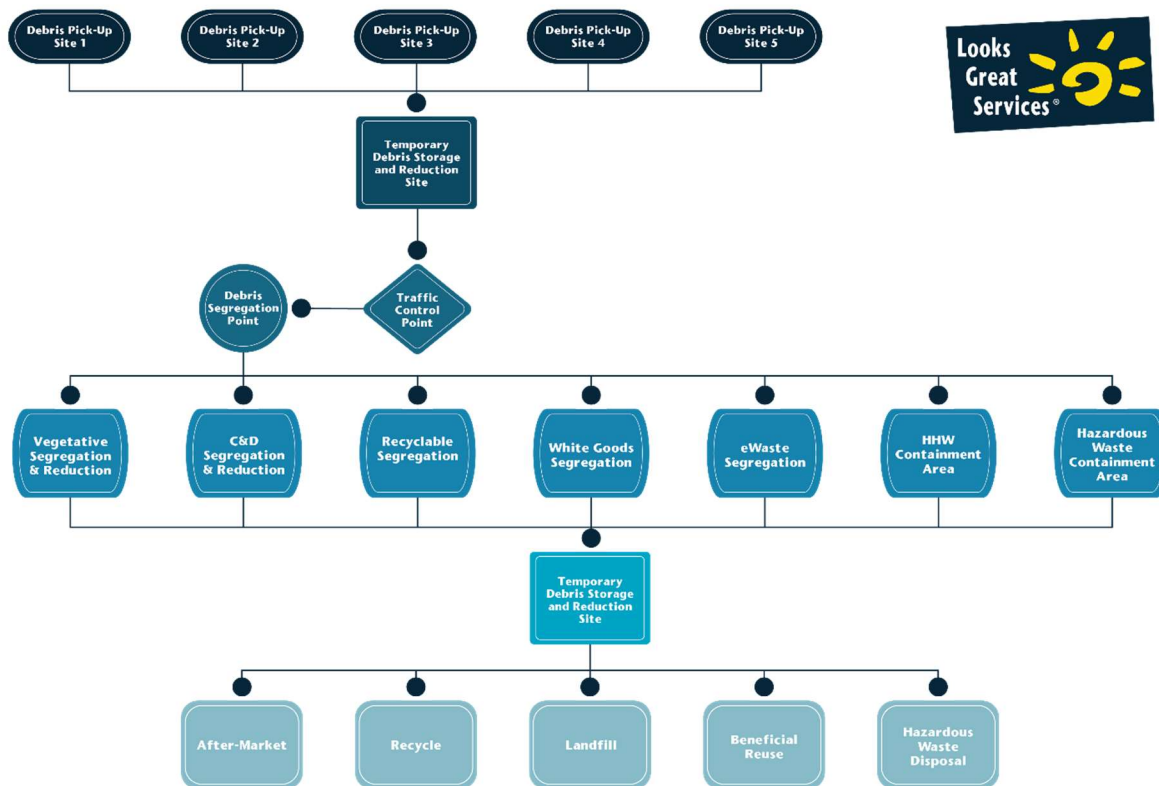 Debris Pick-Up
Site 1
Debris Pick-Up
Site 2
Debris Pick-Up
Site 3
Debris Pick-Up
Site 4
Debris Pick-Up
Site 5
Looks
Great
Services®
Temporary
Debris Storage
and Reduction
Site
Debris
Segregation
Point
Traffic
Control
Point
Vegetative
Segregation
& Reduction
C&D
Segregation
& Reduction
Recyclable
Segregation
White Goods
Segregation
eWaste
Segregation
HHW
Containment
Area
Hazardous
Waste
Containment
Area
Temporary
Debris Storage
and Reduction
Site
After-Market
Recycle
Landfill
Beneficial
Reuse
Hazardous
Waste
Disposal